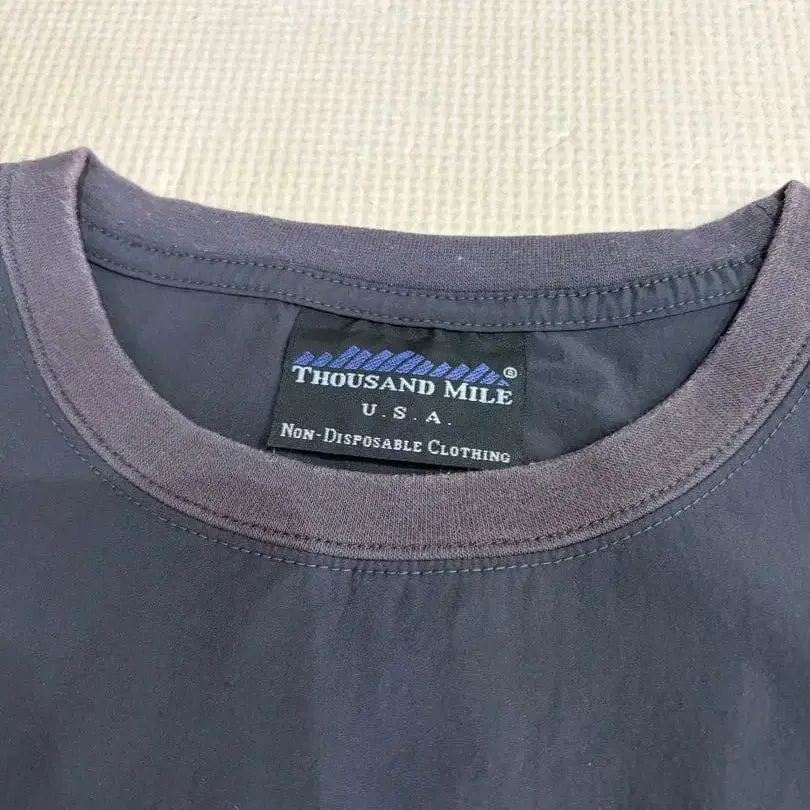 THOUSAND MILE®
U.S.A.
NON-DISPOSABLE CLOTHING